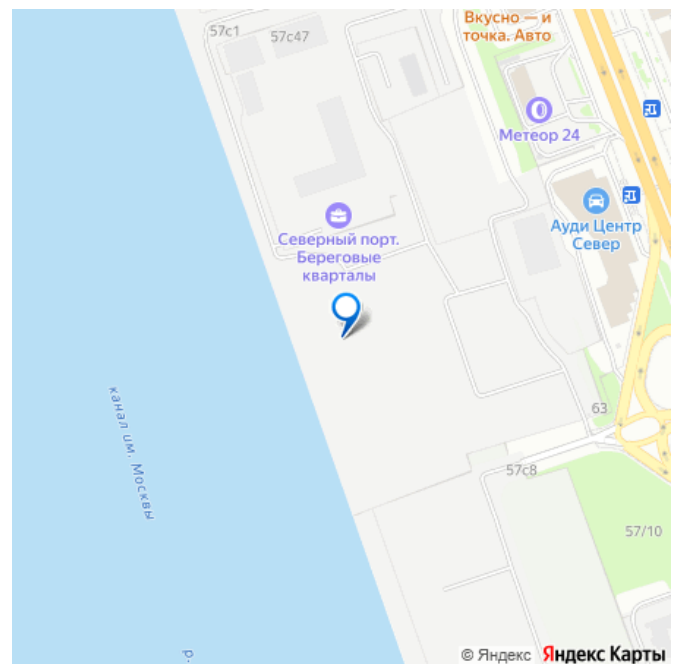 Вкусно — и
точка. Авто
57с1
57с47
Метеор 24
Ауди Центр
Север
Северный порт.
Береговые
кварталы
канал им. Москвы
63
57с8
57/10
р.
© Яндекс Яндекс Карты